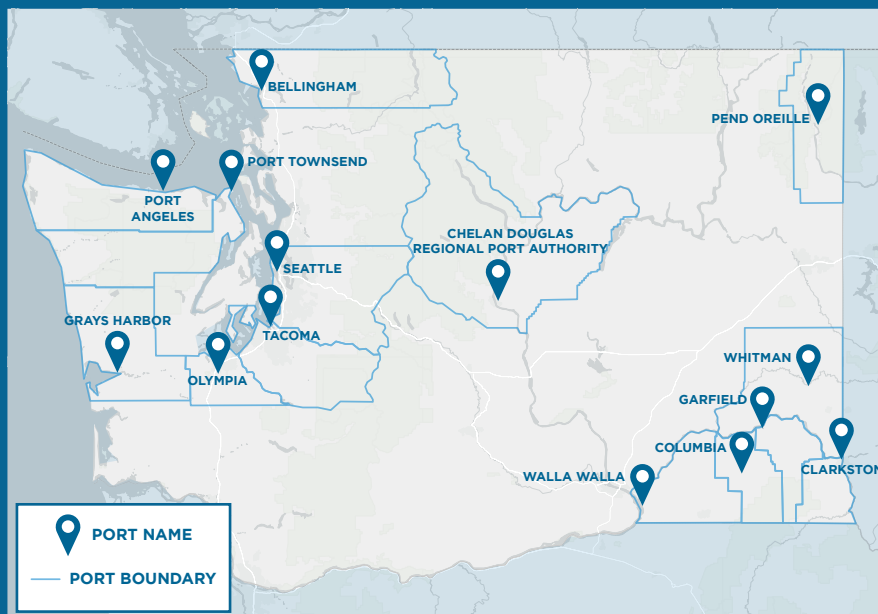 BELLINGHAM
PEND OREILLE
PORT TOWNSEND
PORT
ANGELES
CHELAN DOUGLAS
REGIONAL PORT AUTHORITY
SEATTLE
GRAYS HARBOR
TACOMA
WHITMAN
OLYMPIA
GARFIELD
COLUMBIA
CLARKSTON
WALLA WALLA
PORT NAME
PORT BOUNDARY